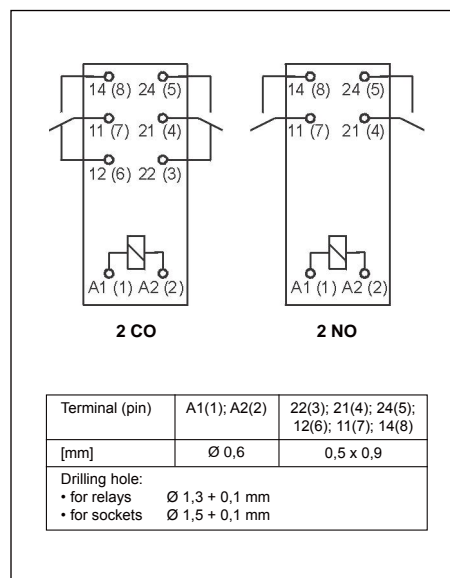 14 (8) 24 (5)
11 (7) 21 (4)
12 (6) 22 (3)
A1 (1) A2 (2)
2 CO
14 (8) 24 (5)
11 (7) 21 (4)
A1 (1) A2 (2)
2 NO
Terminal (pin) A1(1); A2(2) 22(3); 21(4); 24(5);
12(6); 11(7); 14(8)
[mm] Ø 0,6 0,5 x 0,9
Drilling hole:
• for relays Ø 1,3 + 0,1 mm
• for sockets Ø 1,5 + 0,1 mm